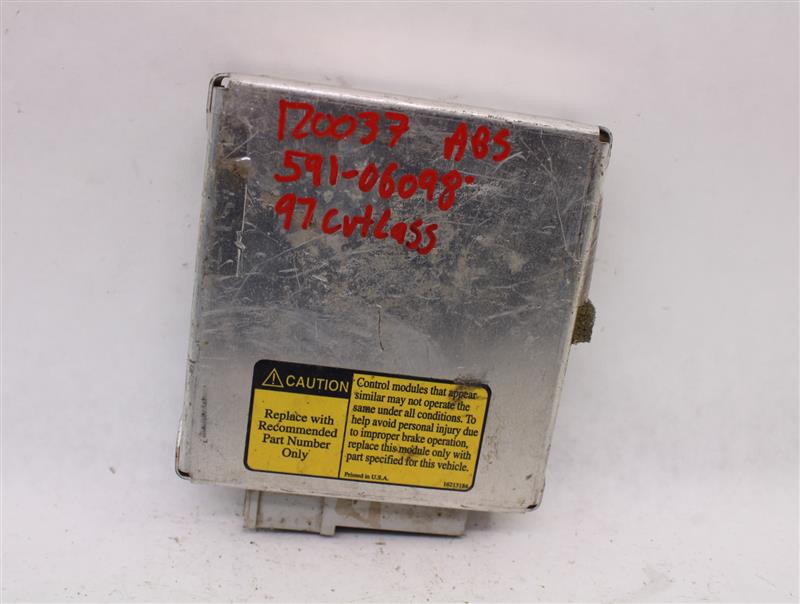 120037 ABS
591-06098
97 cutLass
⚠ CAUTION
Replace with
Recommended
Part Number
Only
Control modules that appear
similar may not operate the
same under all conditions. To
help avoid personal injury due
to improper brake operation,
replace this module only with
part specified for this vehicle.
Printed in U.S.A. 16213186